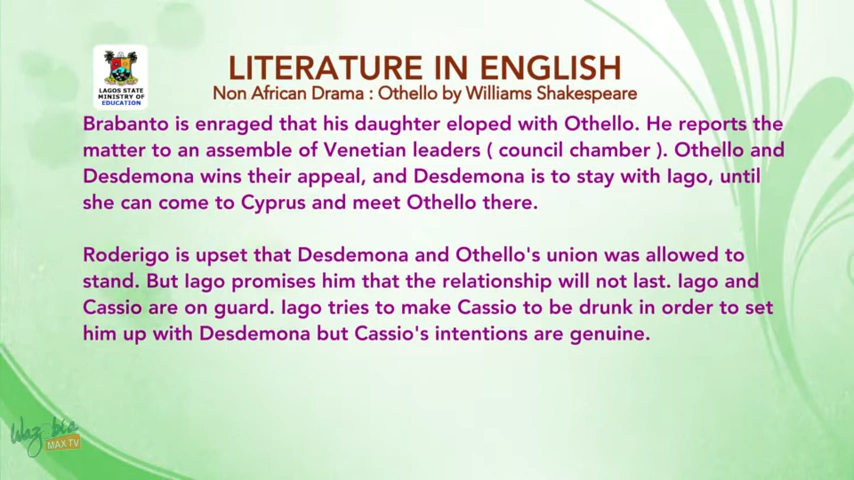 LAGOS STATE
MINISTRY OF
EDUCATION
LITERATURE IN ENGLISH
Non African Drama : Othello by Williams Shakespeare
Brabanto is enraged that his daughter eloped with Othello. He reports the
matter to an assemble of Venetian leaders ( council chamber ). Othello and
Desdemona wins their appeal, and Desdemona is to stay with Iago, until
she can come to Cyprus and meet Othello there.
Roderigo is upset that Desdemona and Othello's union was allowed to
stand. But Iago promises him that the relationship will not last. Iago and
Cassio are on guard. Iago tries to make Cassio to be drunk in order to set
him up with Desdemona but Cassio's intentions are genuine.
Waz bia
MAX TV